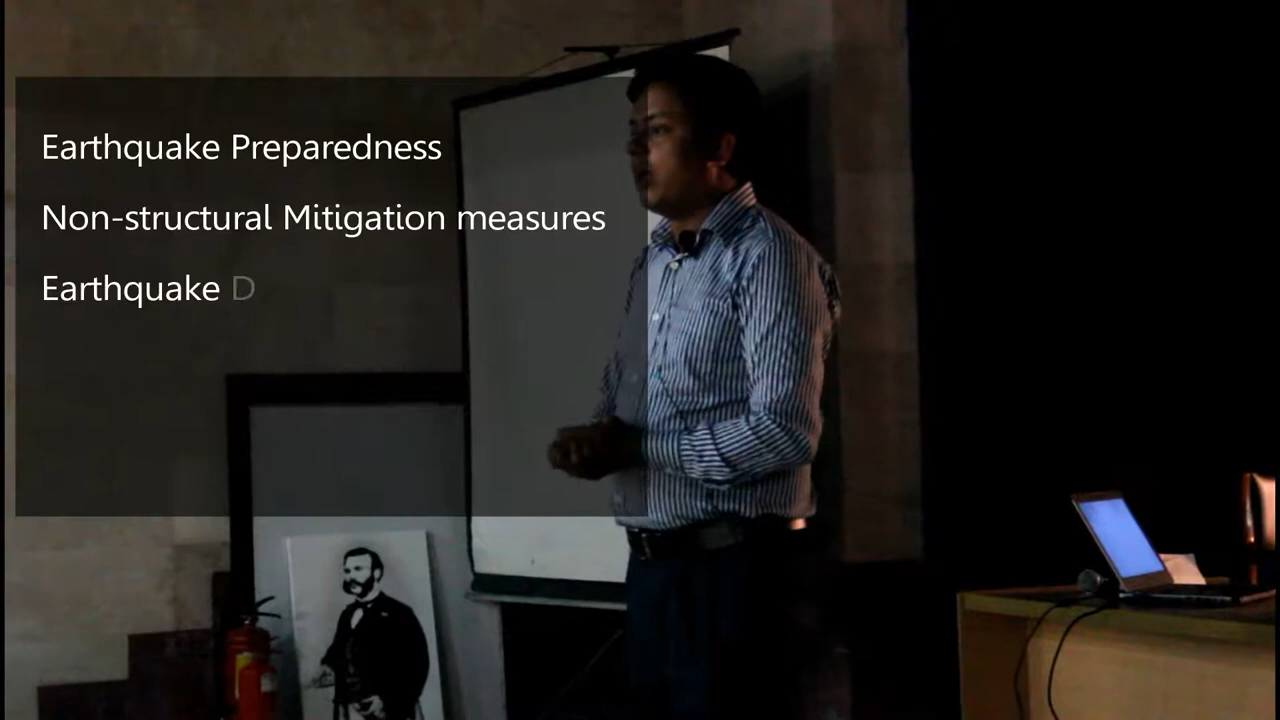 Earthquake Preparedness
Non-structural Mitigation measures
Earthquake D